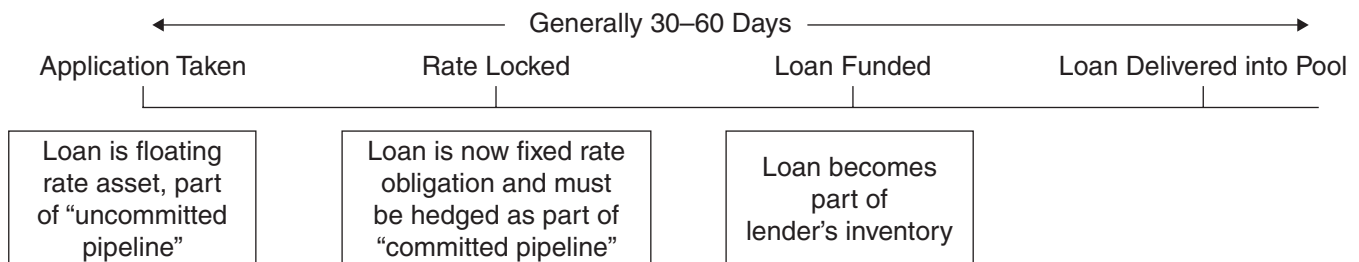 Generally 30–60 Days
Application Taken
Rate Locked
Loan Funded
Loan Delivered into Pool
Loan is floating
rate asset, part
of “uncommitted
pipeline”
Loan is now fixed rate
obligation and must
be hedged as part of
“committed pipeline”
Loan becomes
part of
lender’s inventory